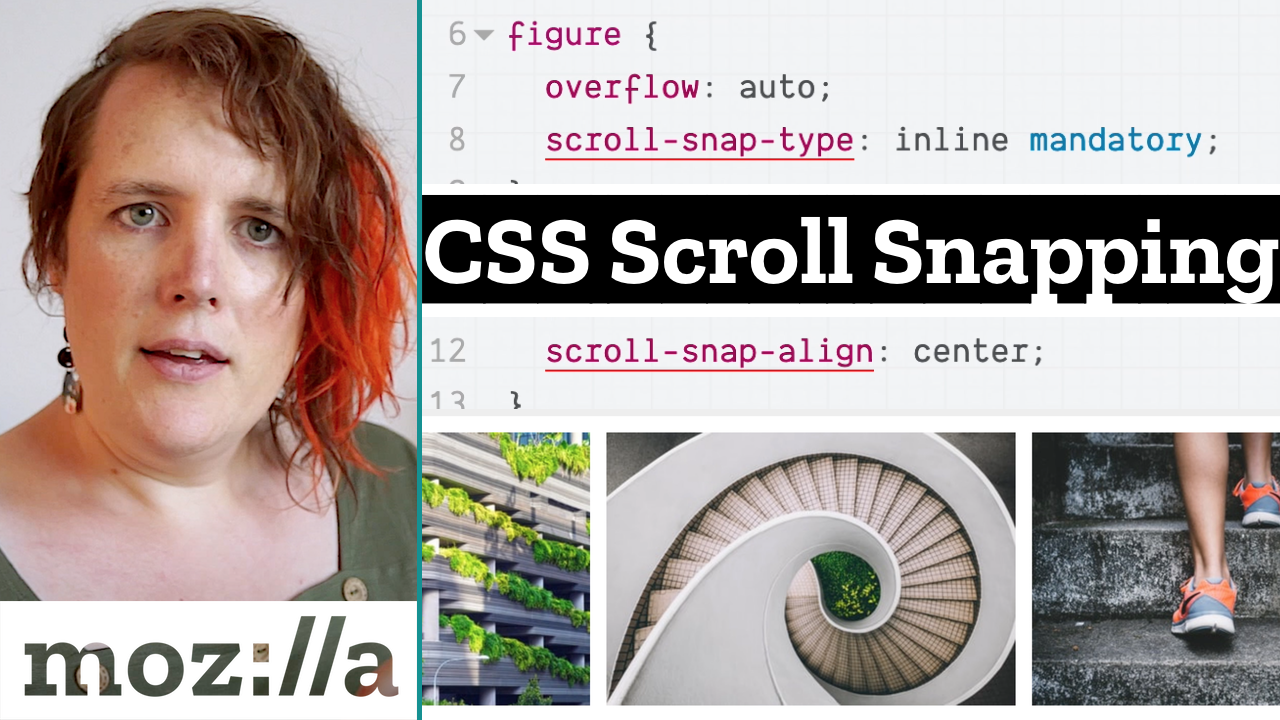 6 figure {
7 overflow: auto;
8 scroll-snap-type: inline mandatory;
CSS Scroll Snapping
12 scroll-snap-align: center;
13 }
moz://a